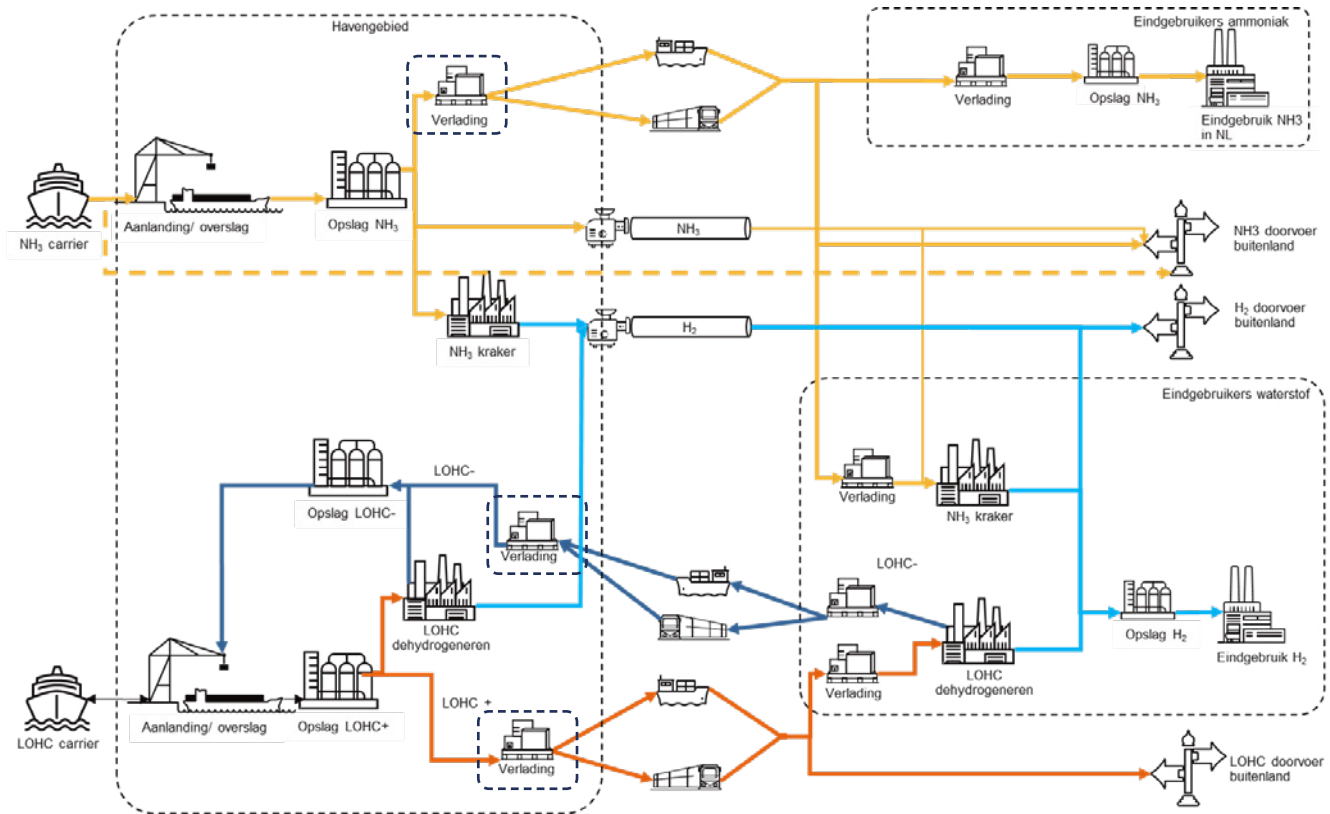 Havengebied
Eindgebruikers ammoniak
Verlading
Verlading
Opslag NH₃
Eindgebruik NH3
in NL
NH₃ carrier
Aanlanding/ overslag
Opslag NH₃
NH₃
NH3 doorvoer
buitenland
NH₃ kraker
H₂
H₂ doorvoer
buitenland
Eindgebruikers waterstof
LOHC-
Opslag LOHC-
Verlading
Verlading
NH₃ kraker
LOHC-
LOHC
dehydrogeneren
Opslag H₂
Eindgebruik H₂
Verlading
LOHC
dehydrogeneren
LOHC carrier
Aanlanding/ overslag
Opslag LOHC+
LOHC +
Verlading
LOHC doorvoer
buitenland